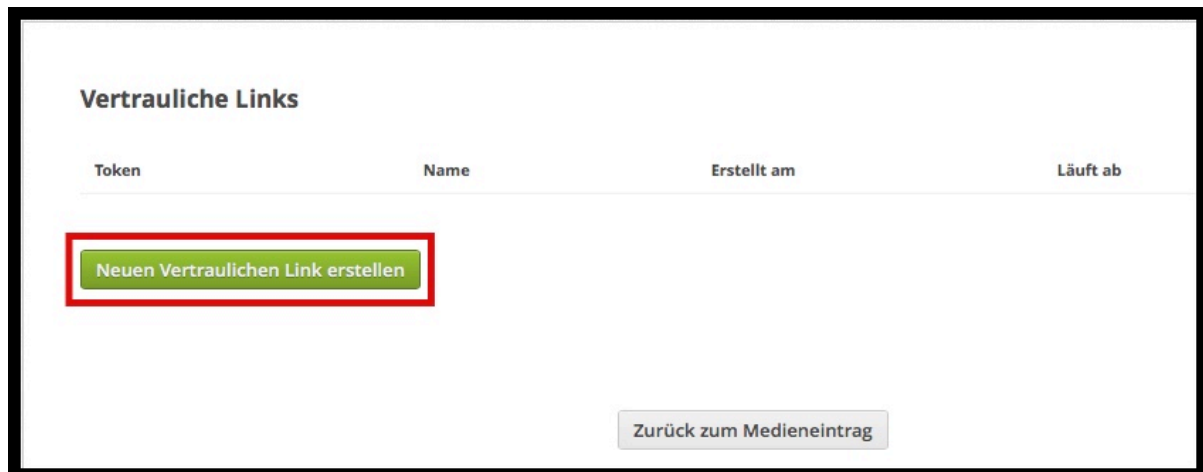 Vertrauliche Links
Token Name Erstellt am Läuft ab
Neuen Vertraulichen Link erstellen
Zurück zum Medieneintrag